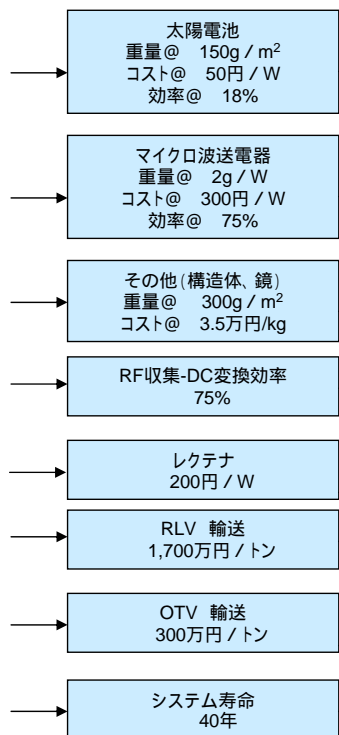 太陽電池
重量@ 150g / m²
コスト@ 50円 / W
効率@ 18%
マイクロ波送電器
重量@ 2g / W
コスト@ 300円 / W
効率@ 75%
その他(構造体、鏡)
重量@ 300g / m²
コスト@ 3.5万円/kg
RF収集-DC変換効率
75%
レクテナ
200円 / W
RLV 輸送
1,700万円 / トン
OTV 輸送
300万円 / トン
システム寿命
40年